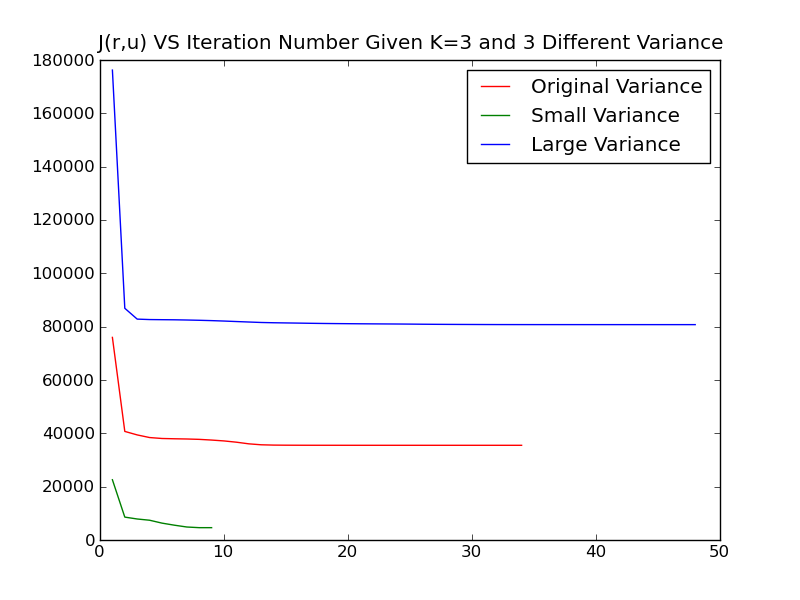 J(r,u) VS Iteration Number Given K=3 and 3 Different Variance
180000
160000
140000
120000
100000
80000
60000
40000
20000
0
Original Variance
Small Variance
Large Variance
0 10 20 30 40 50